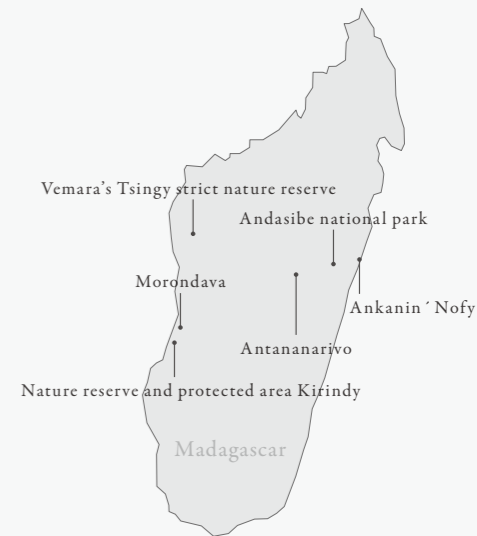 Vemara’s Tsingy strict nature reserve
Andasibe national park
Morondava
Ankanin ´ Nofy
Antananarivo
Nature reserve and protected area Kirindy
Madagascar